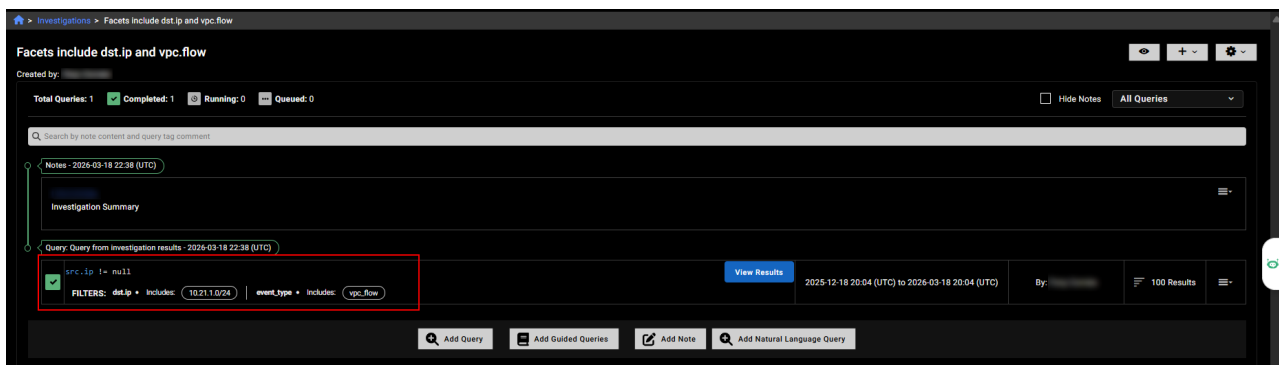 > Investigations > Facets include dst.ip and vpc.flow
Facets include dst.ip and vpc.flow
Created by:
Total Queries: 1 Completed: 1 Running: 0 Queued: 0 Hide Notes All Queries
Search by note content and query tag comment
Notes - 2026-03-18 22:38 (UTC)
Investigation Summary
Query: Query from investigation results - 2026-03-18 22:38 (UTC)
src.ip != null
FILTERS: dst.ip • Includes: 10.21.1.0/24 event_type • Includes: vpc_flow
View Results
2025-12-18 20:04 (UTC) to 2026-03-18 20:04 (UTC)
By:
100 Results
Add Query Add Guided Queries Add Note Add Natural Language Query